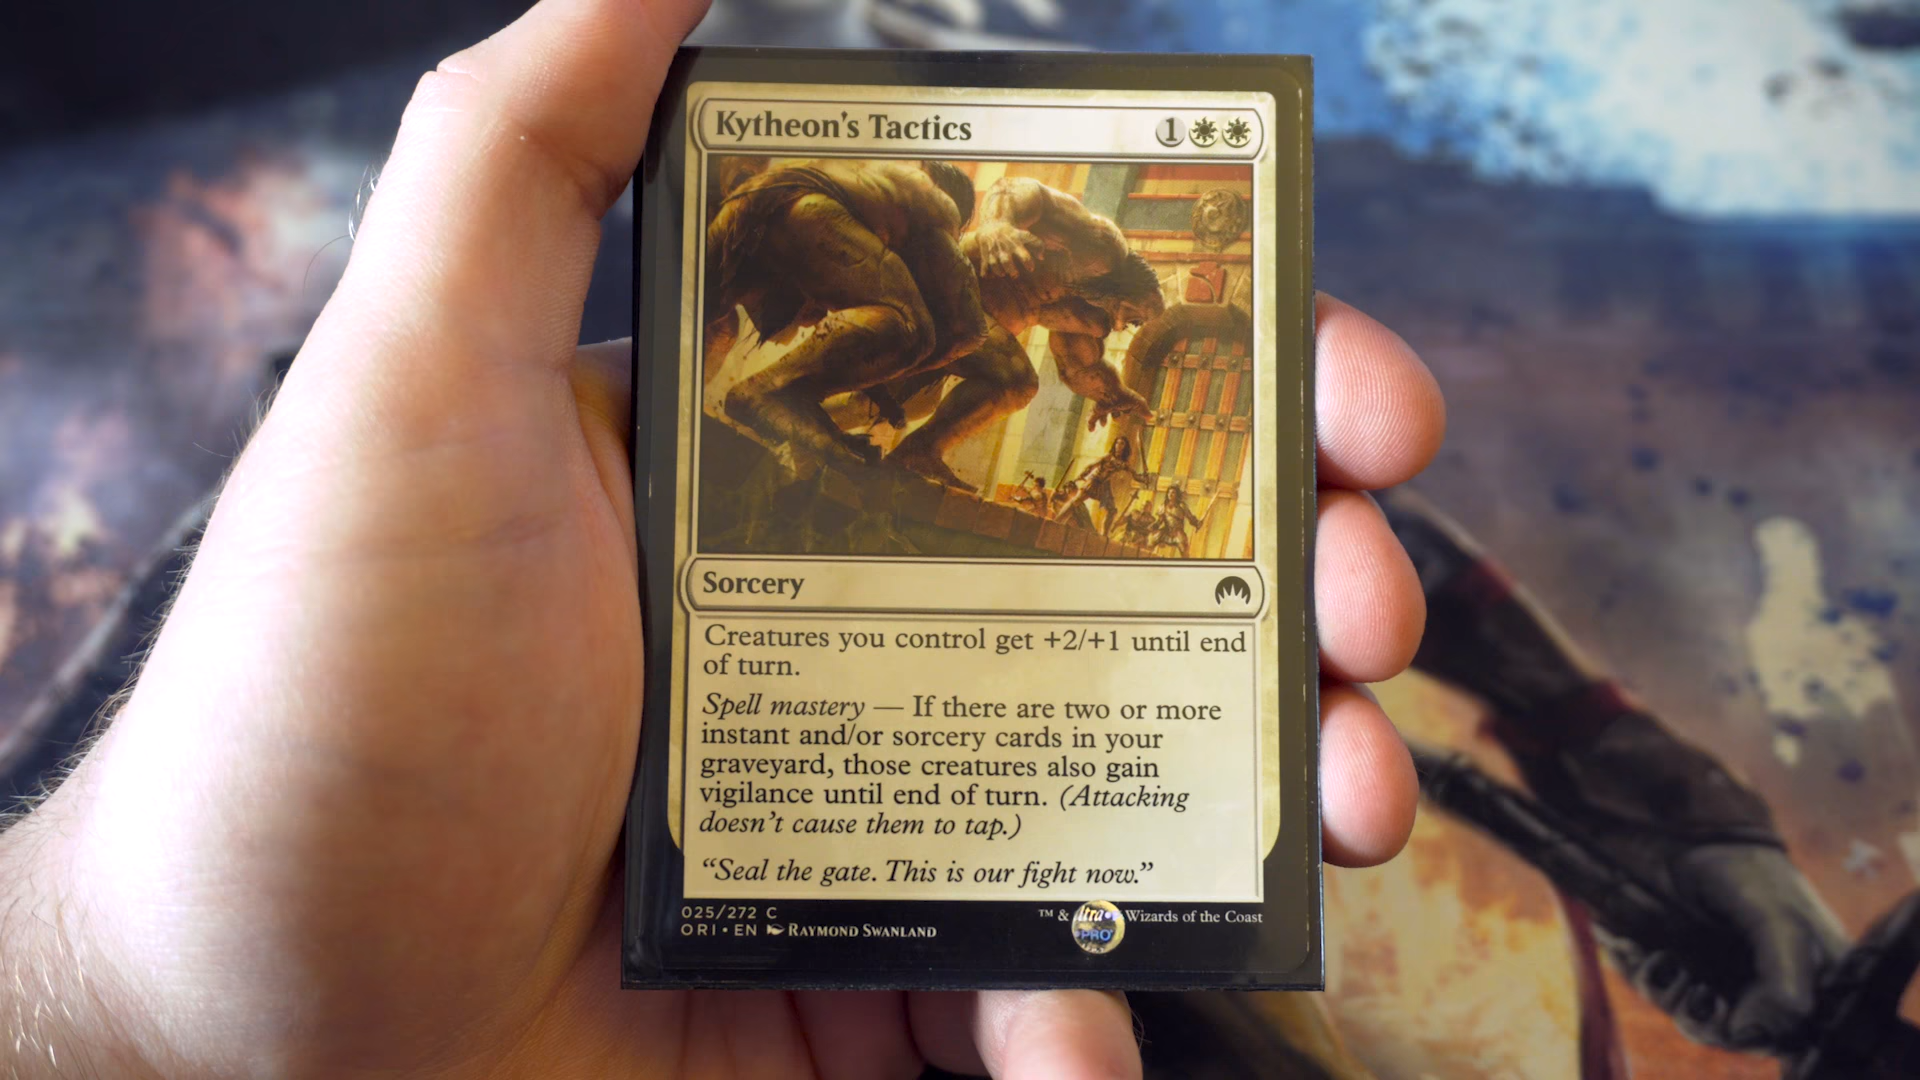 Kytheon's Tactics 1
Sorcery
Creatures you control get +2/+1 until end
of turn.
Spell mastery — If there are two or more
instant and/or sorcery cards in your
graveyard, those creatures also gain
vigilance until end of turn. (Attacking
doesn't cause them to tap.)
“Seal the gate. This is our fight now.”
025/272 C
ORI • EN Raymond Swanland
™ & Wizards of the Coast
PRO